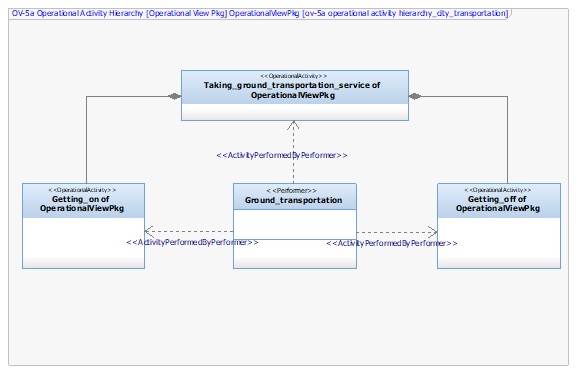 OV-5a Operational Activity Hierarchy [Operational View Pkg] OperationalViewPkg [ov-5a operational activity hierarchy_city_transportation]
<<OperationalActivity>>
Taking_ground_transportation_service of
OperationalViewPkg
<<ActivityPerformedByPerformer>>
<<OperationalActivity>>
Getting_on of
OperationalViewPkg
<<Performer>>
Ground_transportation
<<OperationalActivity>>
Getting_off of
OperationalViewPkg
<<ActivityPerformedByPerformer>>
<<ActivityPerformedByPerformer>>